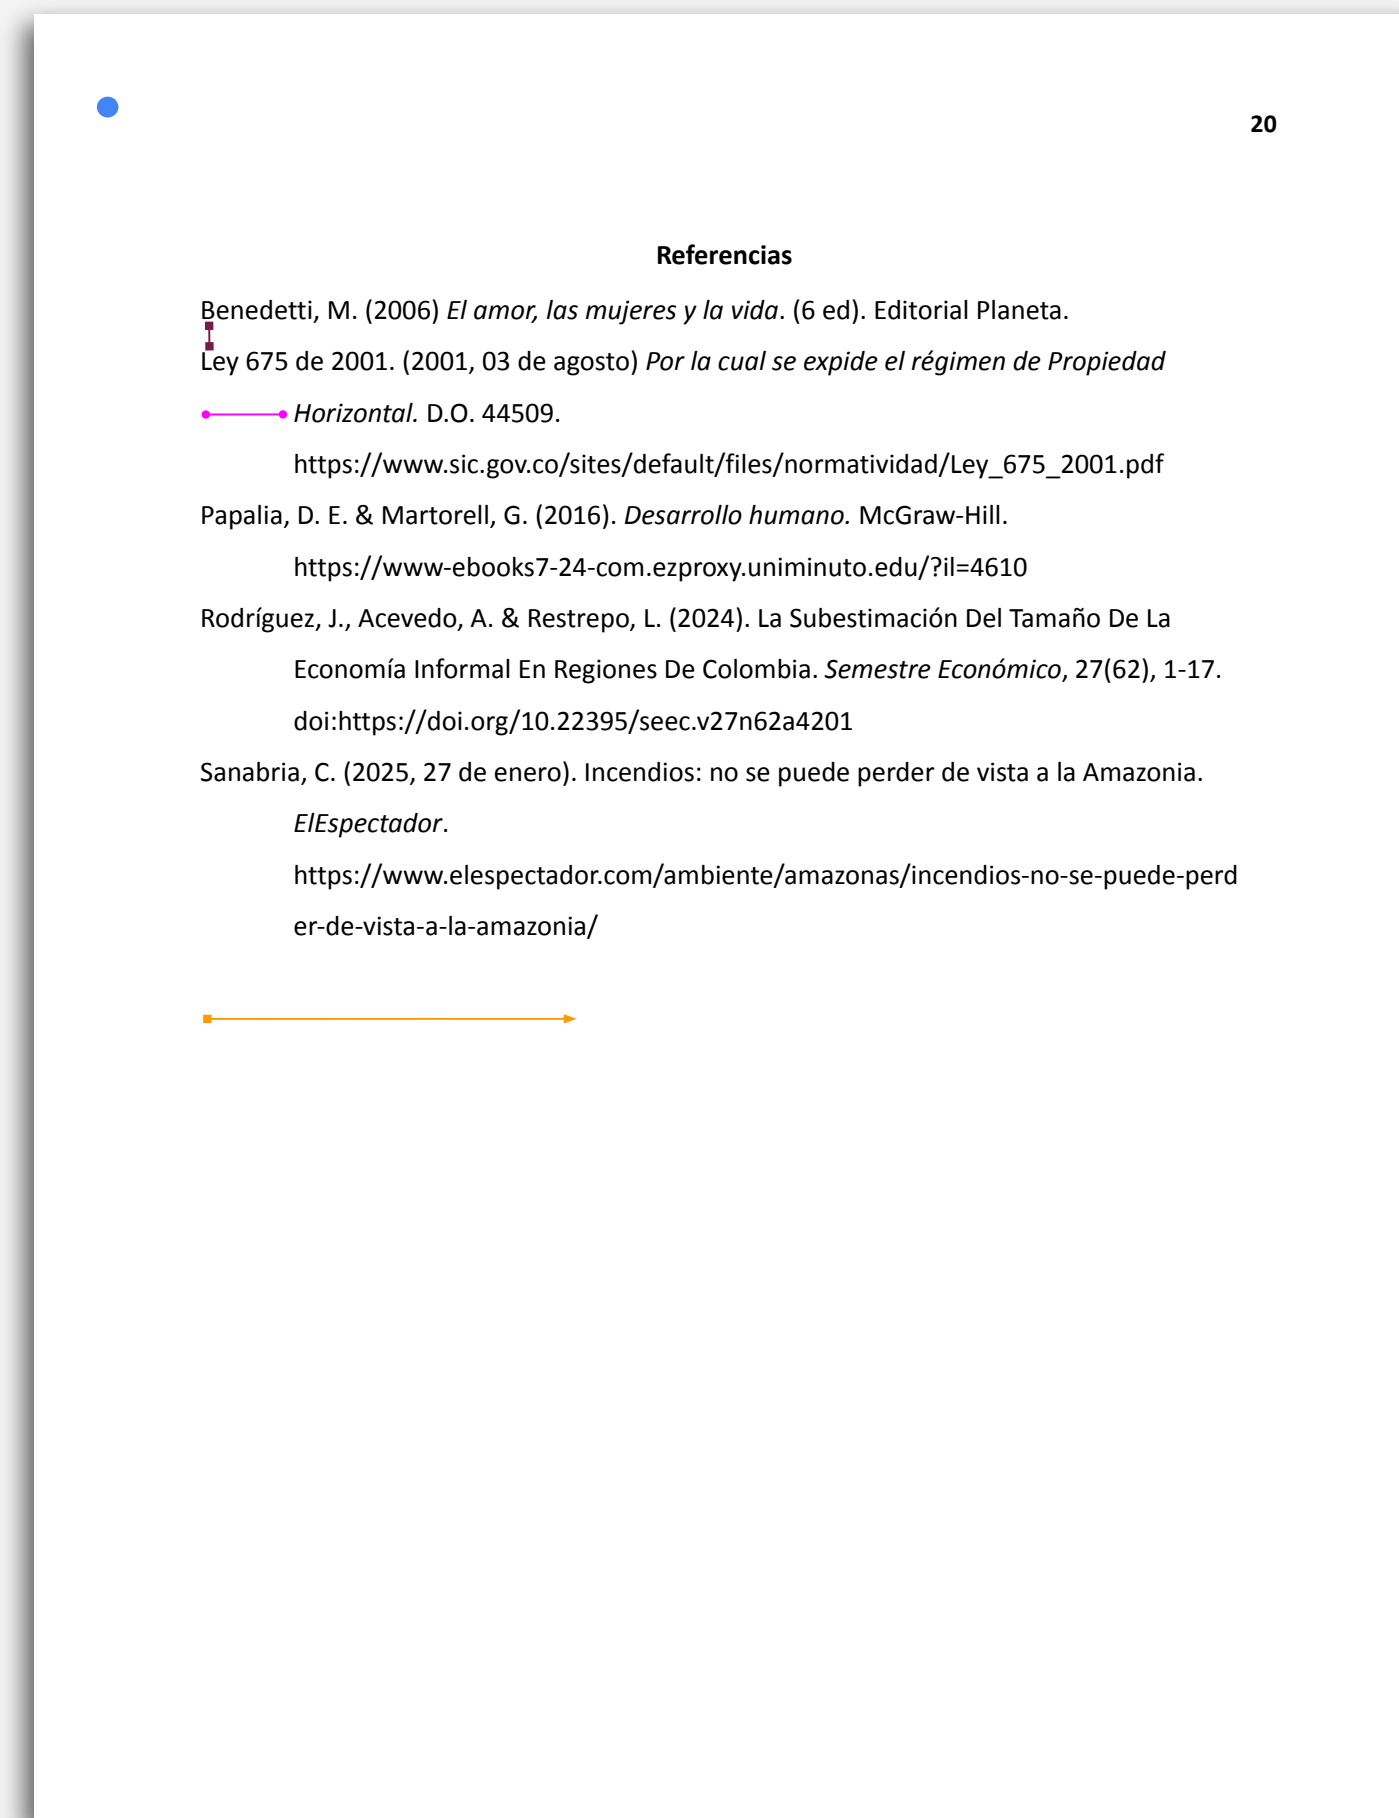 20
Referencias
Benedetti, M. (2006) El amor, las mujeres y la vida. (6 ed). Editorial Planeta.
Ley 675 de 2001. (2001, 03 de agosto) Por la cual se expide el régimen de Propiedad
Horizontal. D.O. 44509.
https://www.sic.gov.co/sites/default/files/normatividad/Ley_675_2001.pdf
Papalia, D. E. & Martorell, G. (2016). Desarrollo humano. McGraw-Hill.
https://www-ebooks7-24-com.ezproxy.uniminuto.edu/?il=4610
Rodríguez, J., Acevedo, A. & Restrepo, L. (2024). La Subestimación Del Tamaño De La
Economía Informal En Regiones De Colombia. Semestre Económico, 27(62), 1-17.
doi:https://doi.org/10.22395/seec.v27n62a4201
Sanabria, C. (2025, 27 de enero). Incendios: no se puede perder de vista a la Amazonia.
ElEspectador.
https://www.elespectador.com/ambiente/amazonas/incendios-no-se-puede-perd
er-de-vista-a-la-amazonia/